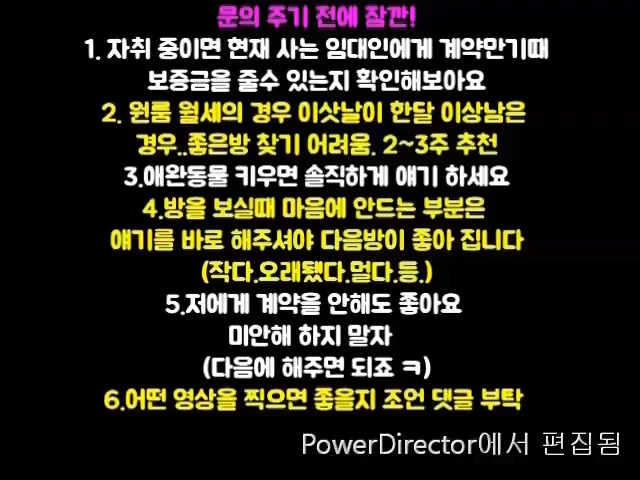 문의 주기 전에 잠깐!
1. 자취 중이면 현재 사는 임대인에게 계약만기때
보증금을 줄수 있는지 확인해보아요
2. 원룸 월세의 경우 이삿날이 한달 이상남은
경우..좋은방 찾기 어려움. 2~3주 추천
3.애완동물 키우면 솔직하게 얘기 하세요
4.방을 보실때 마음에 안드는 부분은
얘기를 바로 해주셔야 다음방이 좋아 집니다
(작다.오래됐다.멀다.등.)
5.저에게 계약을 안해도 좋아요
미안해 하지 말자
(다음에 해주면 되죠 ㅋ)
6.어떤 영상을 찍으면 좋을지 조언 댓글 부탁
PowerDirector에서 편집됨